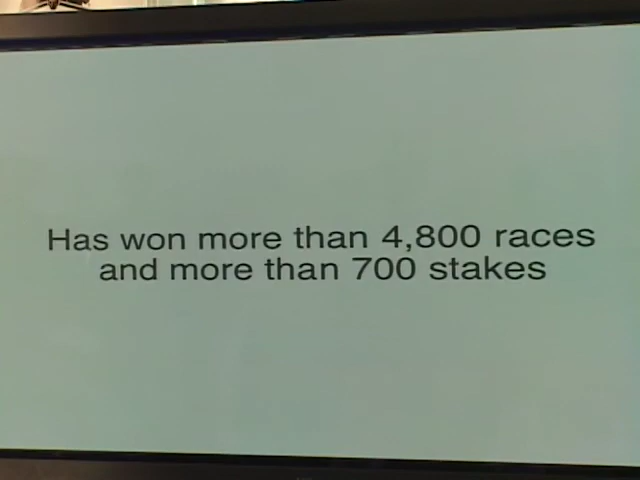 Has won more than 4,800 races
and more than 700 stakes